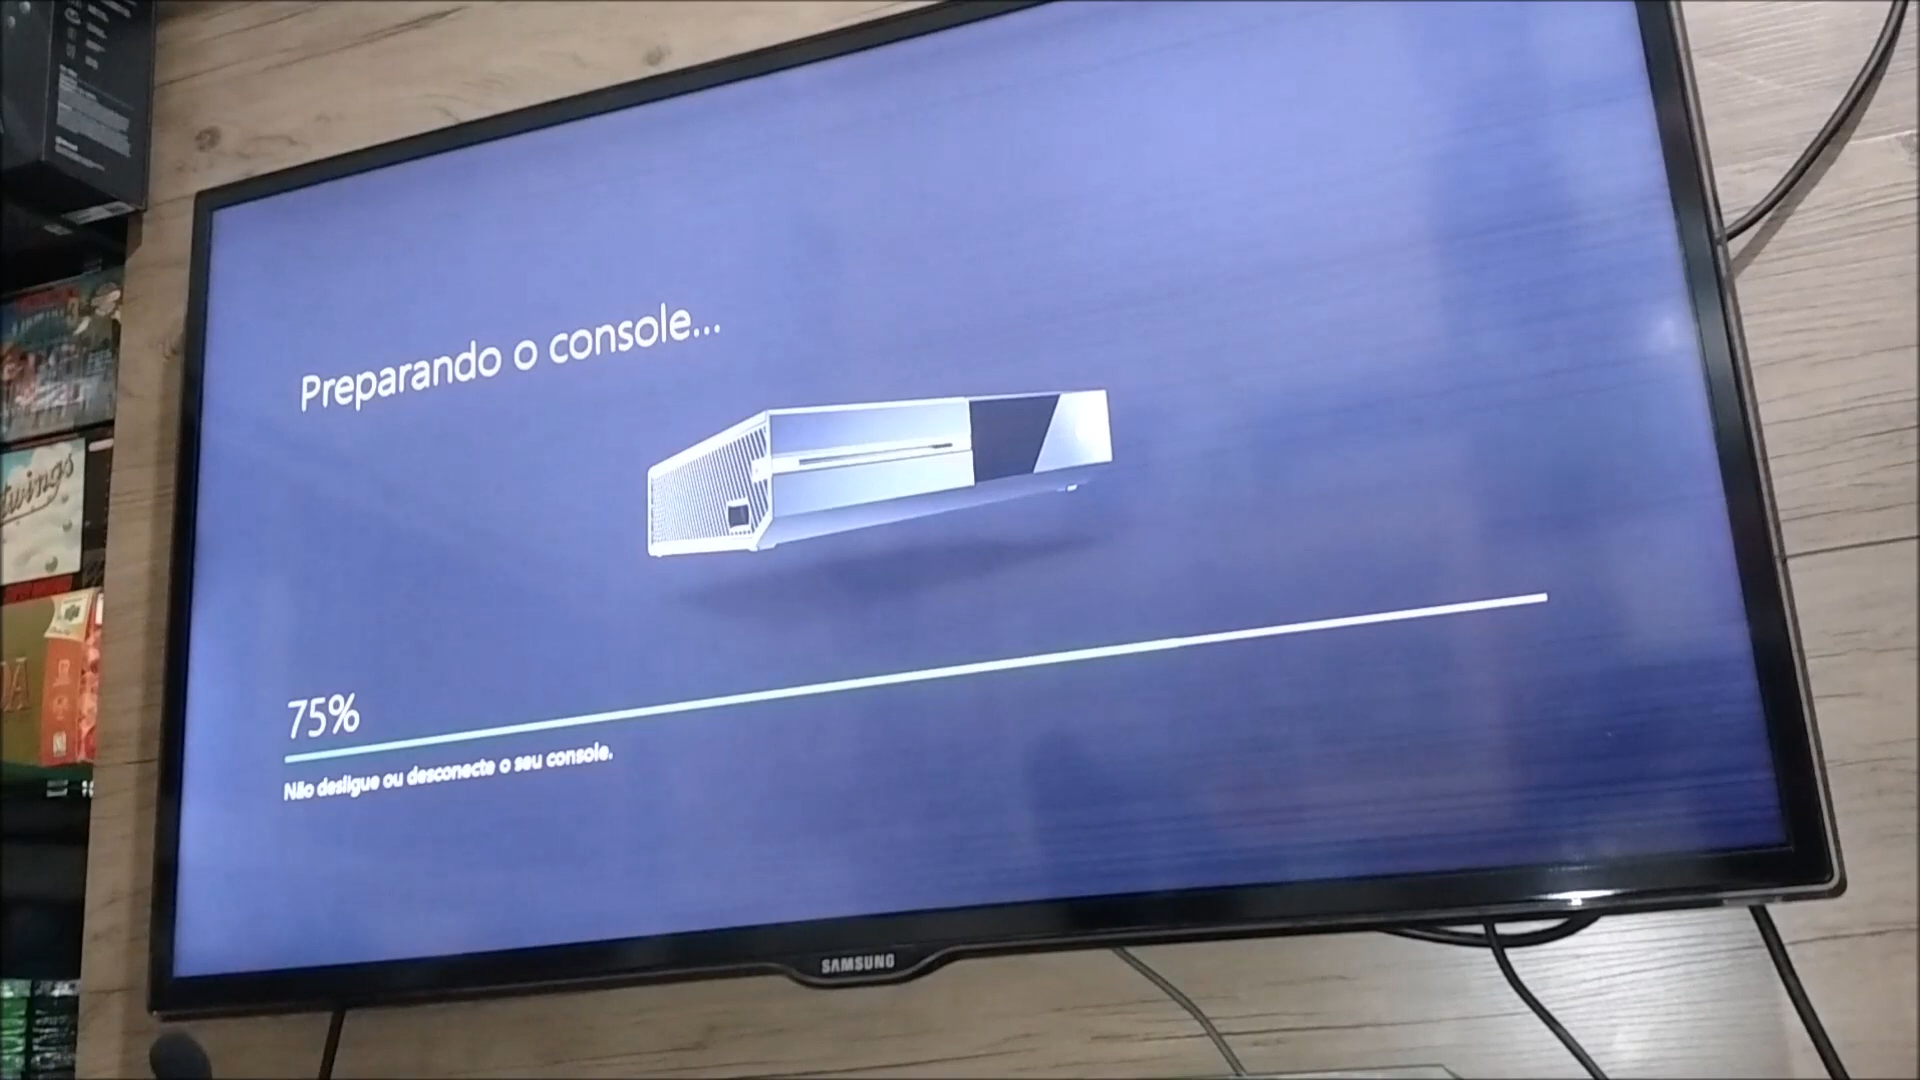 Preparando o console...
75%
Não desligue ou desconecte o seu console.
SAMSUNG